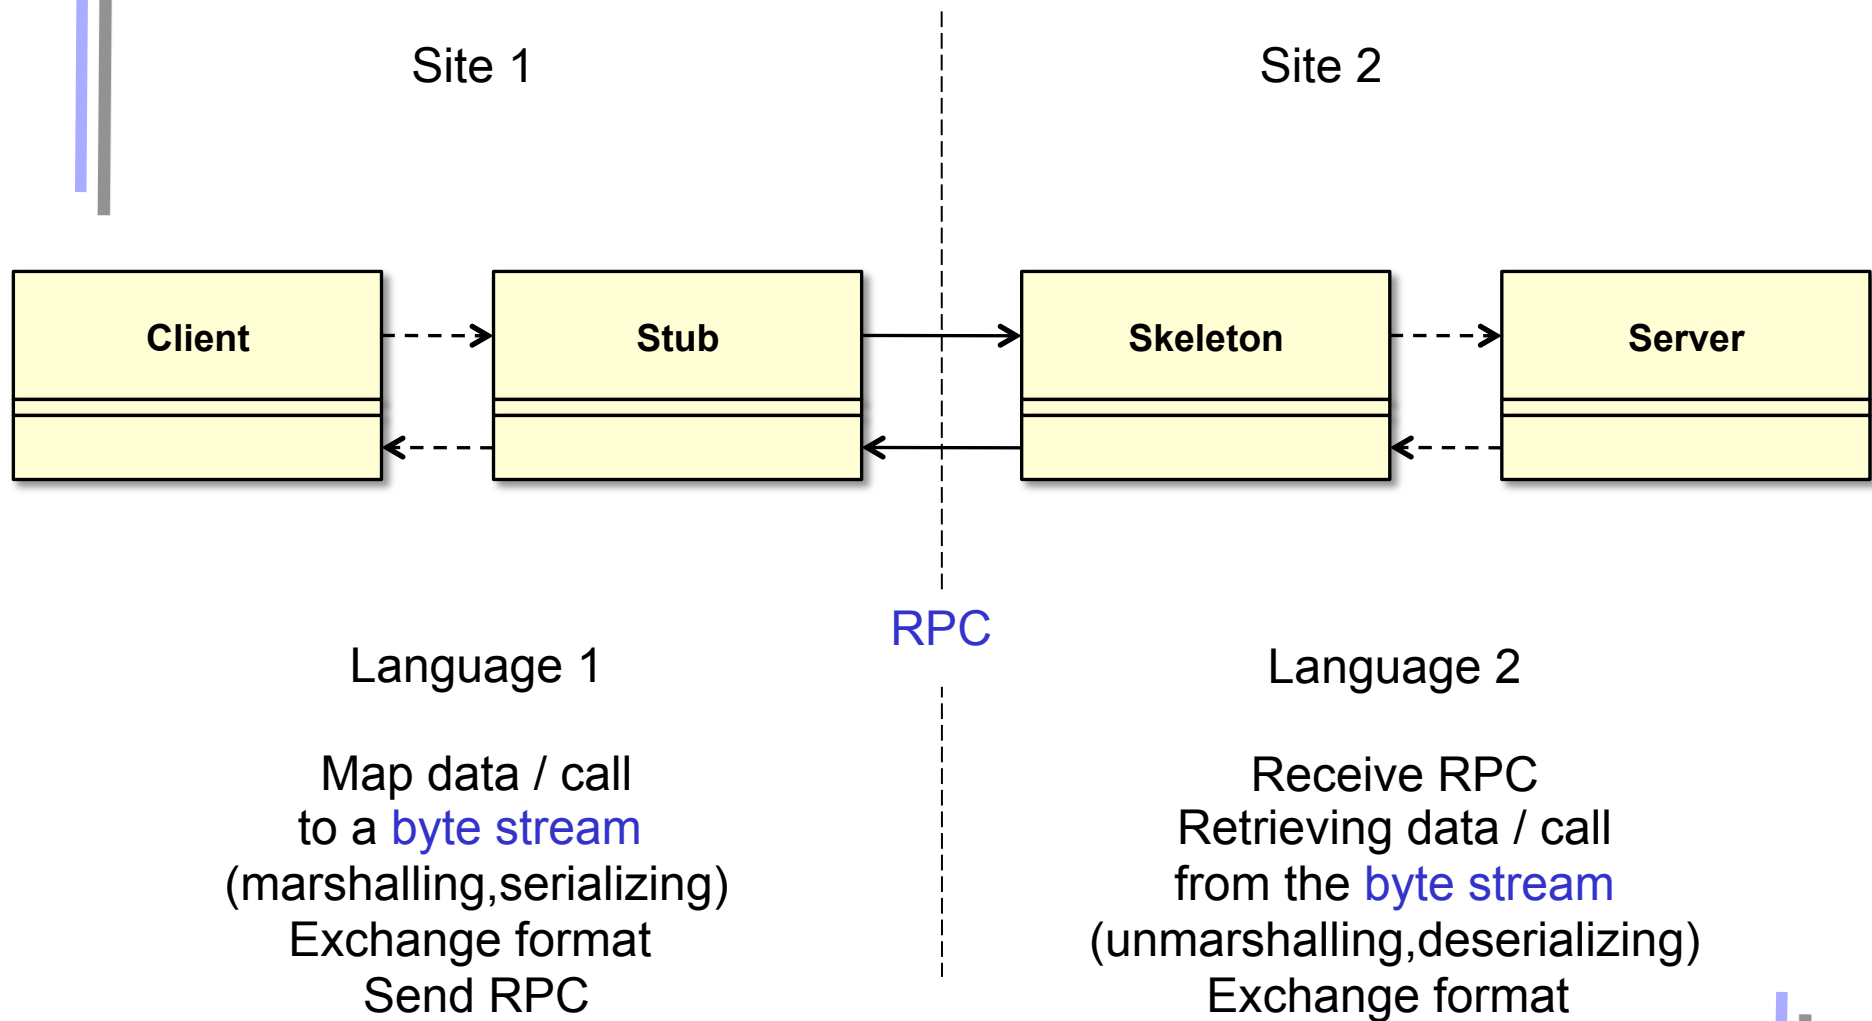 Site 1
Site 2
Client
Stub
Skeleton
Server
RPC
Language 1
Language 2
Map data / call
to a byte stream
(marshalling,serializing)
Exchange format
Send RPC
Receive RPC
Retrieving data / call
from the byte stream
(unmarshalling,deserializing)
Exchange format